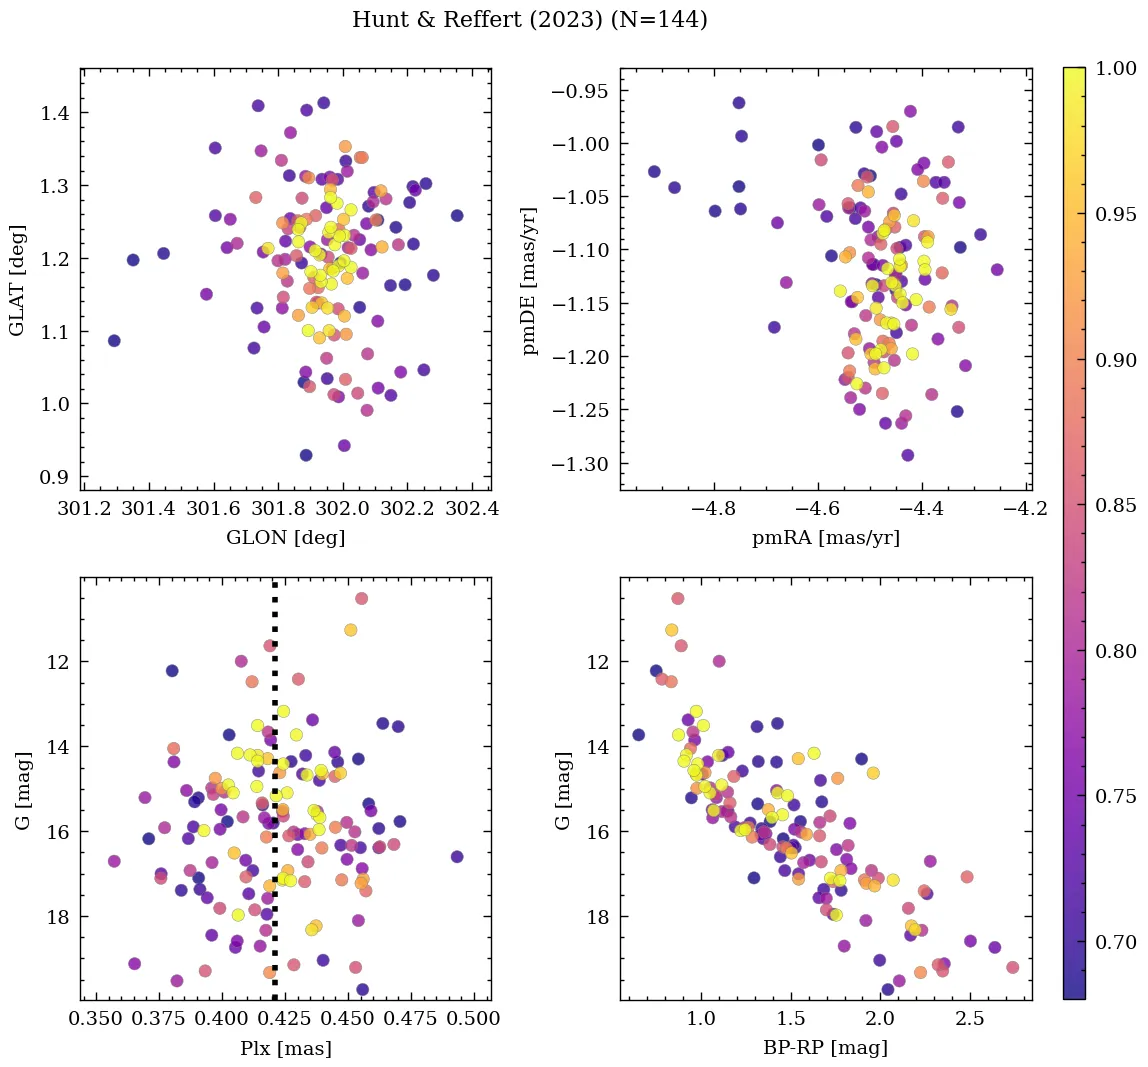 Hunt & Reffert (2023) (N=144)
1.4
1.3
1.2
1.1
1.0
0.9
GLAT [deg]
301.2 301.4 301.6 301.8 302.0 302.2 302.4
GLON [deg]
−0.95
−1.00
−1.05
−1.10
−1.15
−1.20
−1.25
−1.30
pmDE [mas/yr]
−4.8 −4.6 −4.4 −4.2
pmRA [mas/yr]
12
14
16
18
G [mag]
0.350 0.375 0.400 0.425 0.450 0.475 0.500
Plx [mas]
12
14
16
18
G [mag]
1.0 1.5 2.0 2.5
BP-RP [mag]
1.00
0.95
0.90
0.85
0.80
0.75
0.70